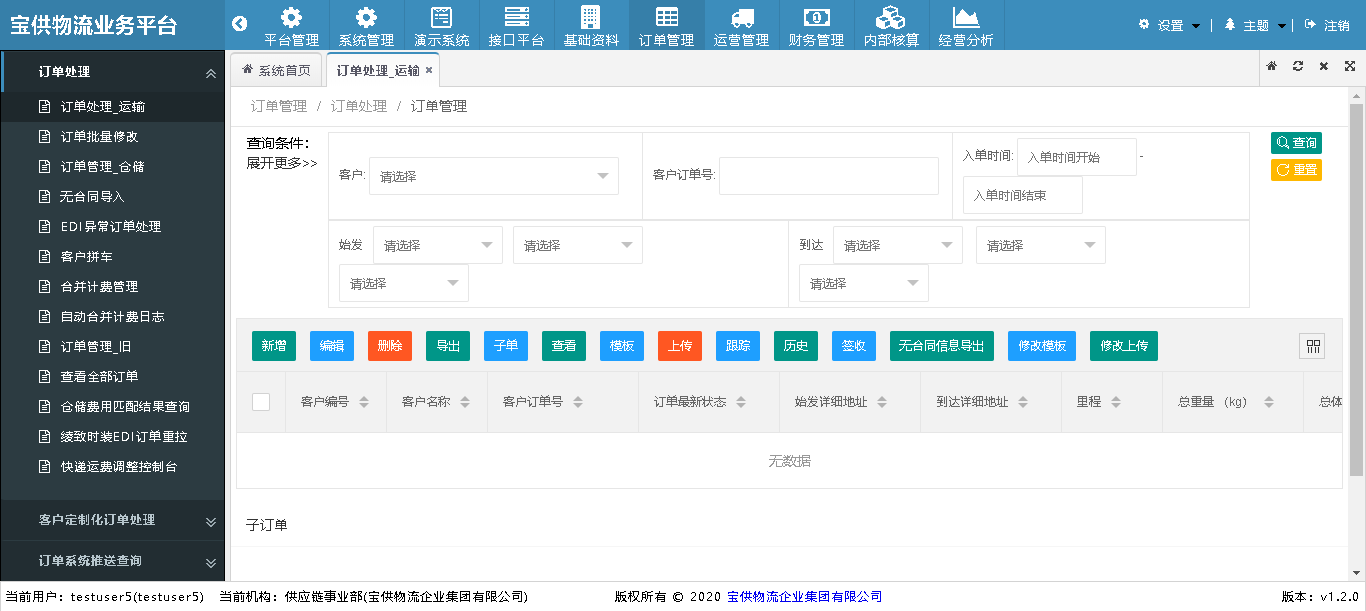 宝供物流业务平台
平台管理 系统管理 演示系统 接口平台 基础资料 订单管理 运营管理 财务管理 内部核算 经营分析
设置 主题 注销
订单处理
订单处理_运输
订单批量修改
订单管理_仓储
无合同导入
EDI异常订单处理
客户拼车
合并计费管理
自动合并计费日志
订单管理_旧
查看全部订单
仓储费用匹配结果查询
绫致时装EDI订单重拉
快递运费调整控制台
客户定制化订单处理
订单系统推送查询
系统首页 订单处理_运输
订单管理 / 订单处理 / 订单管理
查询条件:
展开更多>>
客户: 请选择 客户订单号: 入单时间: 入单时间开始 -
入单时间结束
查询
重置
始发 请选择 请选择 到达 请选择 请选择
请选择 请选择
新增 编辑 删除 导出 子单 查看 模板 上传 跟踪 历史 签收 无合同信息导出 修改模板 修改上传
客户编号 客户名称 客户订单号 订单最新状态 始发详细地址 到达详细地址 里程 总重量 (kg) 总体
无数据
子订单
当前用户: testuser5(testuser5) 当前机构: 供应链事业部(宝供物流企业集团有限公司) 版权所有 © 2020 宝供物流企业集团有限公司 版本: v1.2.0